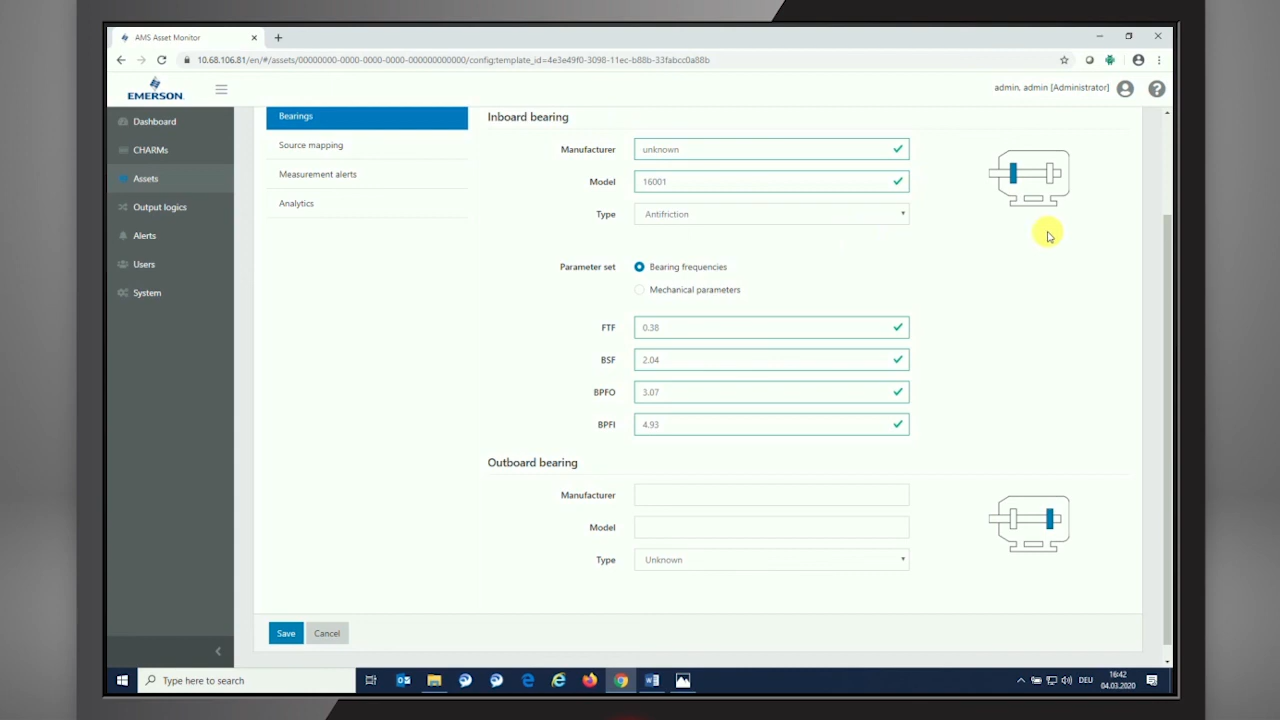 AMS Asset Monitor
10.68.106.81/en/#/assets/00000000-0000-0000-0000-000000000000/config;template_id=4e3e49f0-3098-11ec-b88b-33fabcc0a88b
EMERSON
admin, admin [Administrator]
Dashboard
CHARMs
Assets
Output logics
Alerts
Users
System
Bearings
Source mapping
Measurement alerts
Analytics
Inboard bearing
Manufacturer unknown
Model 16001
Type Antifriction
Parameter set Bearing frequencies
Mechanical parameters
FTF 0.38
BSF 2.04
BPFO 3.07
BPFI 4.93
Outboard bearing
Manufacturer
Model
Type Unknown
Save Cancel
Type here to search
DEU
16:42
04.03.2020